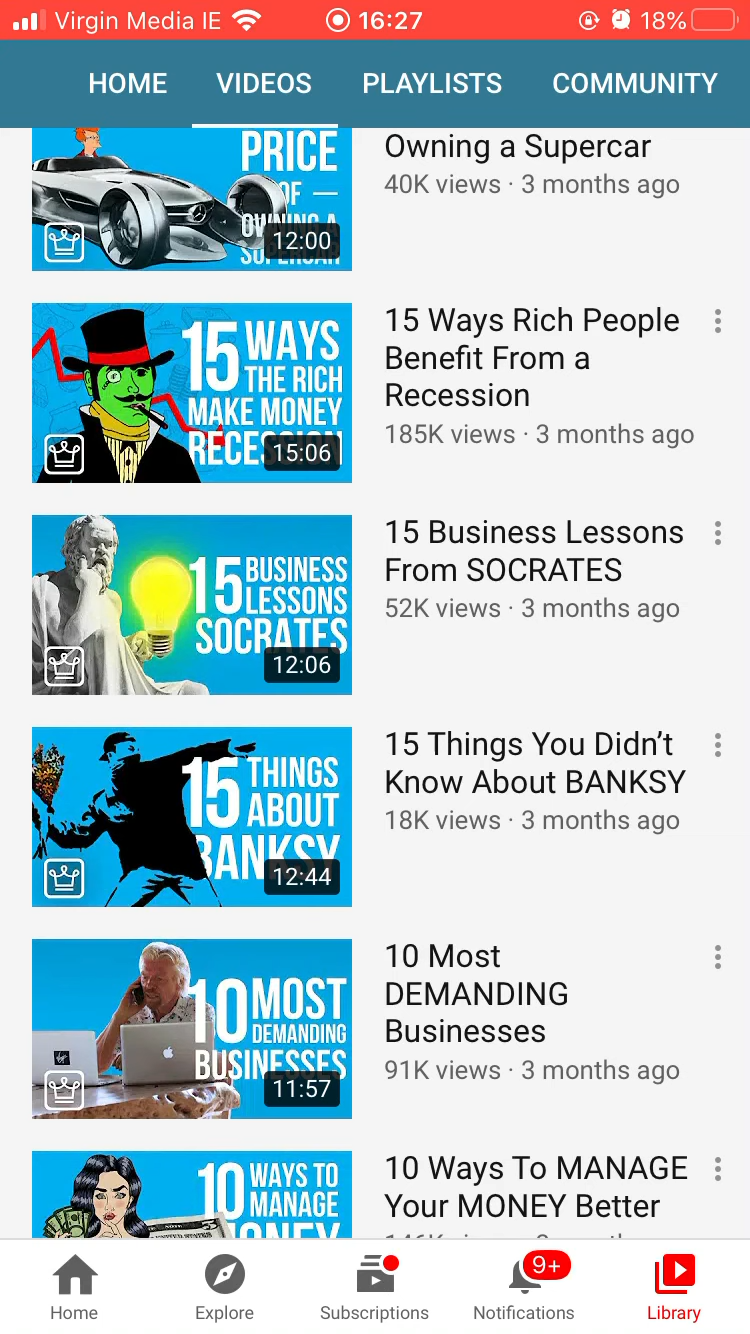 Virgin Media IE 16:27 18%
HOME VIDEOS PLAYLISTS COMMUNITY
PRICE
OF —
OWNING A
SUPERCAR
12:00
Owning a Supercar
40K views · 3 months ago
15 WAYS
THE RICH
MAKE MONEY
15:06
15 Ways Rich People
Benefit From a
Recession
185K views · 3 months ago
15 BUSINESS
LESSONS
SOCRATES
12:06
15 Business Lessons
From SOCRATES
52K views · 3 months ago
15 THINGS
ABOUT
BANKSY
12:44
15 Things You Didn’t
Know About BANKSY
18K views · 3 months ago
10 MOST
DEMANDING
BUSINESSES
11:57
10 Most
DEMANDING
Businesses
91K views · 3 months ago
10 WAYS TO
MANAGE
10 Ways To MANAGE
Your MONEY Better
9+
Home Explore Subscriptions Notifications Library